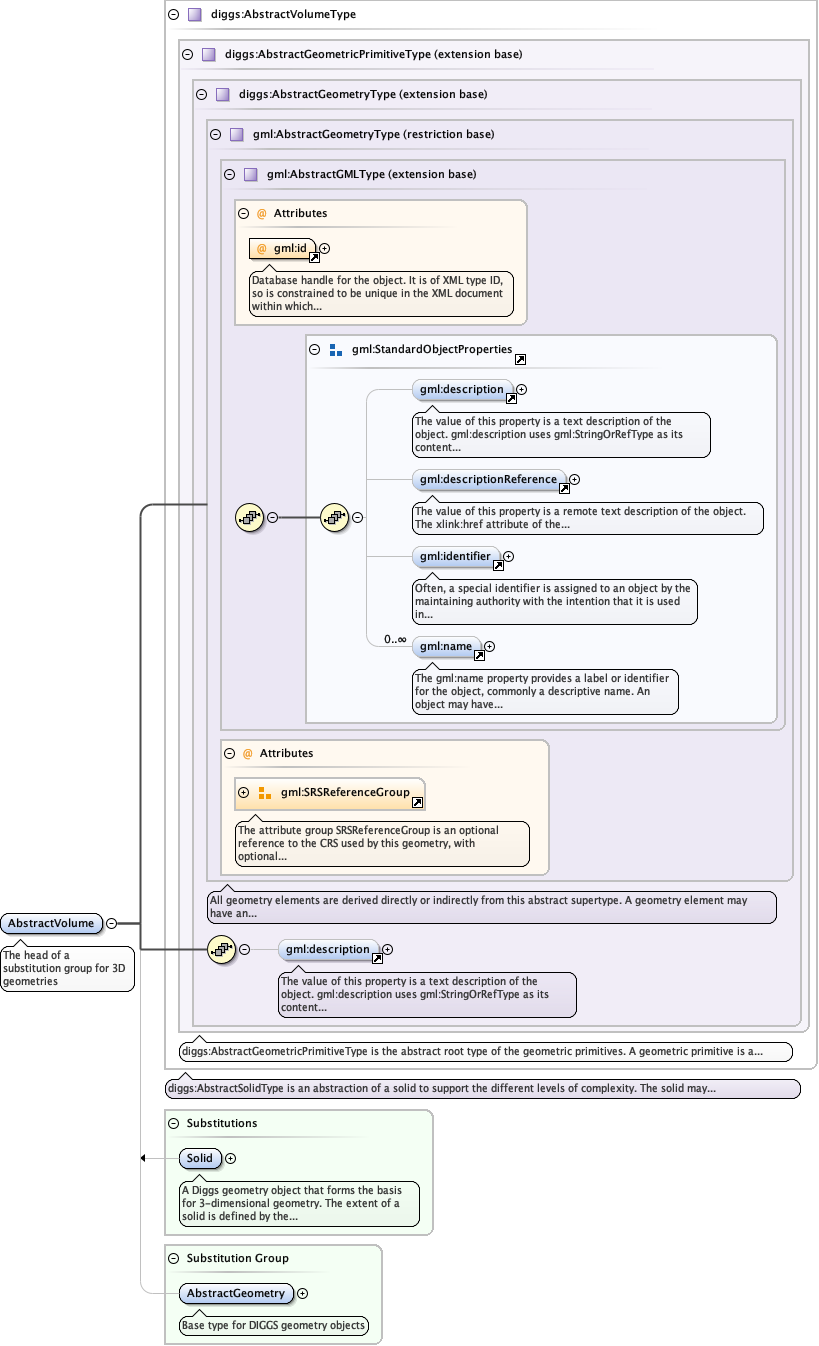 diggs:AbstractVolumeType
diggs:AbstractGeometricPrimitiveType (extension base)
diggs:AbstractGeometryType (extension base)
gml:AbstractGeometryType (restriction base)
gml:AbstractGMLType (extension base)
@ Attributes
@ gml:id
Database handle for the object. It is of XML type ID,
so is constrained to be unique in the XML document
within which...
gml:StandardObjectProperties
gml:description
The value of this property is a text description of the
object. gml:description uses gml:StringOrRefType as its
content...
gml:descriptionReference
The value of this property is a remote text description of the object.
The xlink:href attribute of the...
gml:identifier
Often, a special identifier is assigned to an object by the
maintaining authority with the intention that it is used
in...
0..∞
gml:name
The gml:name property provides a label or identifier
for the object, commonly a descriptive name. An
object may have...
@ Attributes
gml:SRSReferenceGroup
The attribute group SRSReferenceGroup is an optional
reference to the CRS used by this geometry, with
optional...
All geometry elements are derived directly or indirectly from this abstract supertype. A geometry element may
have an...
AbstractVolume
The head of a
substitution group for 3D
geometries
gml:description
The value of this property is a text description of the
object. gml:description uses gml:StringOrRefType as its
content...
diggs:AbstractGeometricPrimitiveType is the abstract root type of the geometric primitives. A geometric primitive is a...
diggs:AbstractSolidType is an abstraction of a solid to support the different levels of complexity. The solid may...
Substitutions
Solid
A Diggs geometry object that forms the basis
for 3-dimensional geometry. The extent of a
solid is defined by the...
Substitution Group
AbstractGeometry
Base type for DIGGS geometry objects